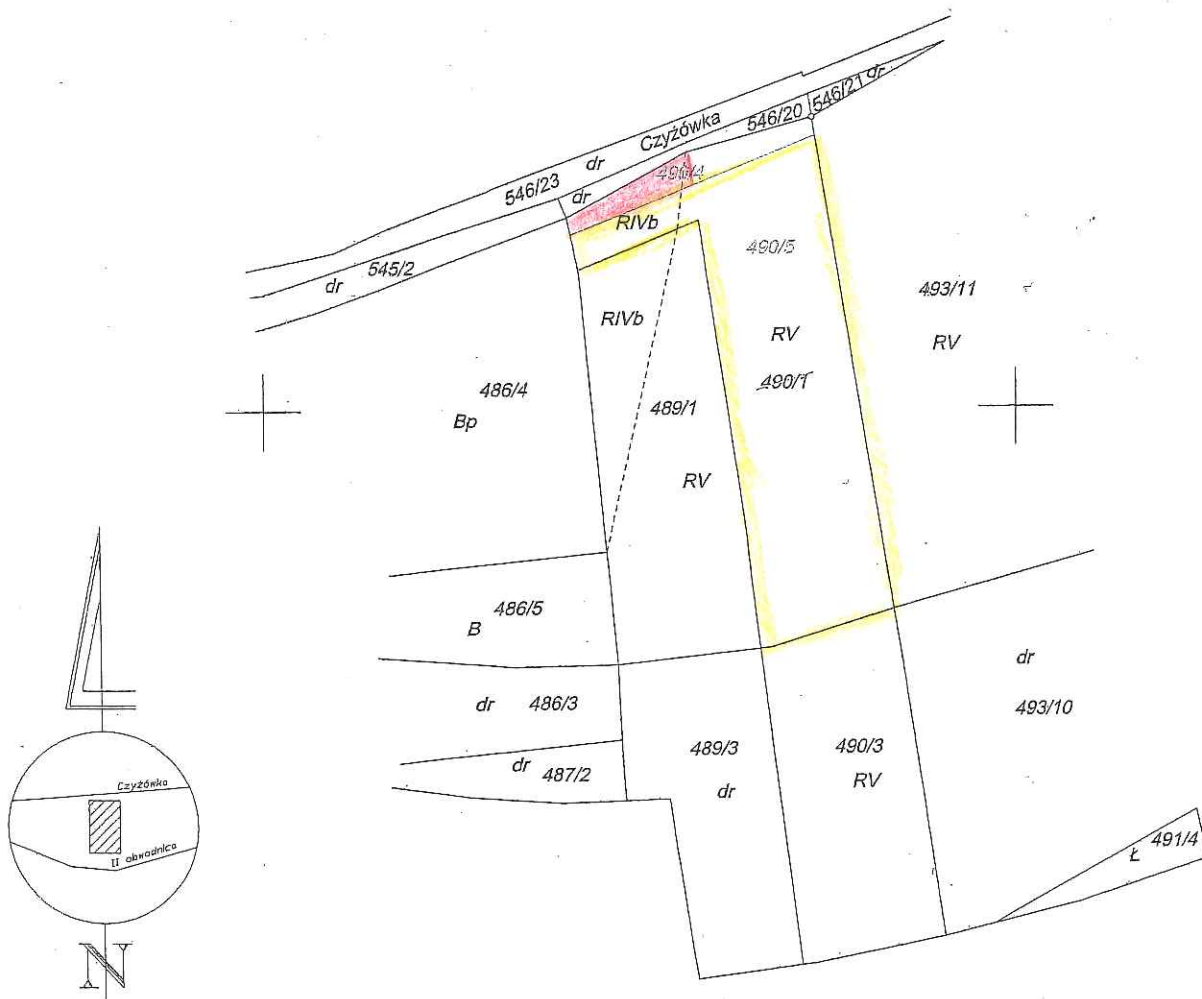 546/21 dr
546/20
Czyżówka
dr
546/23
dr
490/4
RIVb
545/2
dr
490/5
493/11
RIVb
RV
RV
490/1
486/4
Bp
489/1
RV
486/5
B
dr
493/10
dr 486/3
489/3
dr
490/3
RV
dr 487/2
491/4
Ł
Czyżówka
II obwodnica
N